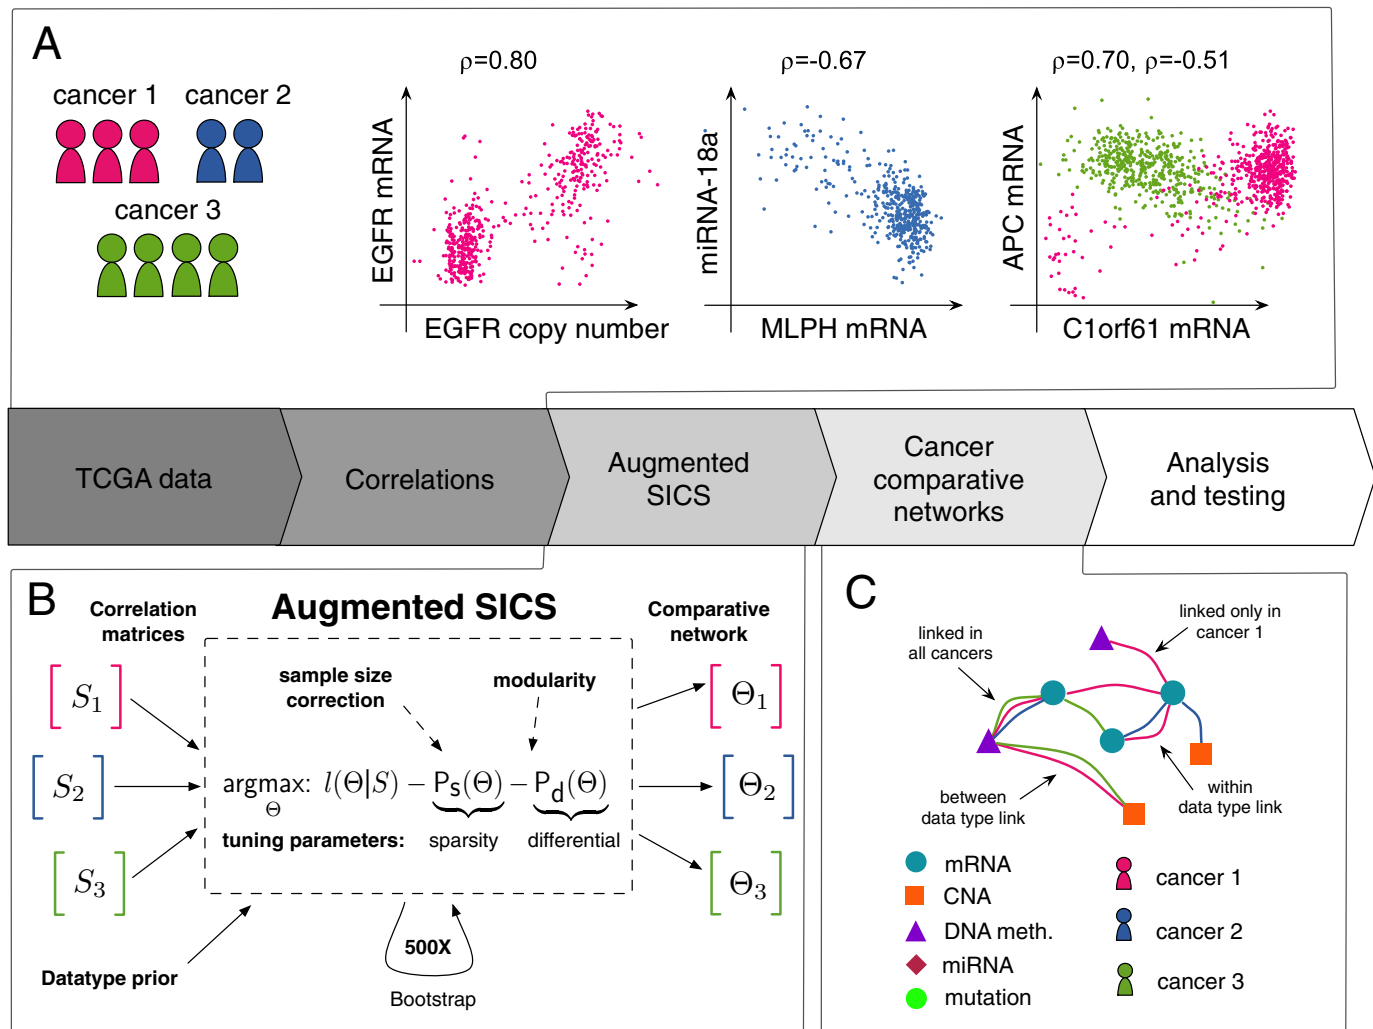 A
cancer 1
cancer 2
cancer 3
ρ=0.80
EGFR mRNA
EGFR copy number
ρ=-0.67
miRNA-18a
MLPH mRNA
ρ=0.70, ρ=-0.51
APC mRNA
C1orf61 mRNA
TCGA data
Correlations
Augmented
SICS
Cancer
comparative
networks
Analysis
and testing
B
Correlation
matrices
Augmented SICS
Comparative
network
sample size
correction
modularity
[S₁]
[S₂]
[S₃]
argmax: l(Θ|S) − Pₛ(Θ) − P_d(Θ)
Θ
tuning parameters: sparsity differential
[Θ₁]
[Θ₂]
[Θ₃]
Datatype prior
500X
Bootstrap
C
linked in
all cancers
linked only in
cancer 1
between
data type link
within
data type link
mRNA
CNA
DNA meth.
miRNA
mutation
cancer 1
cancer 2
cancer 3